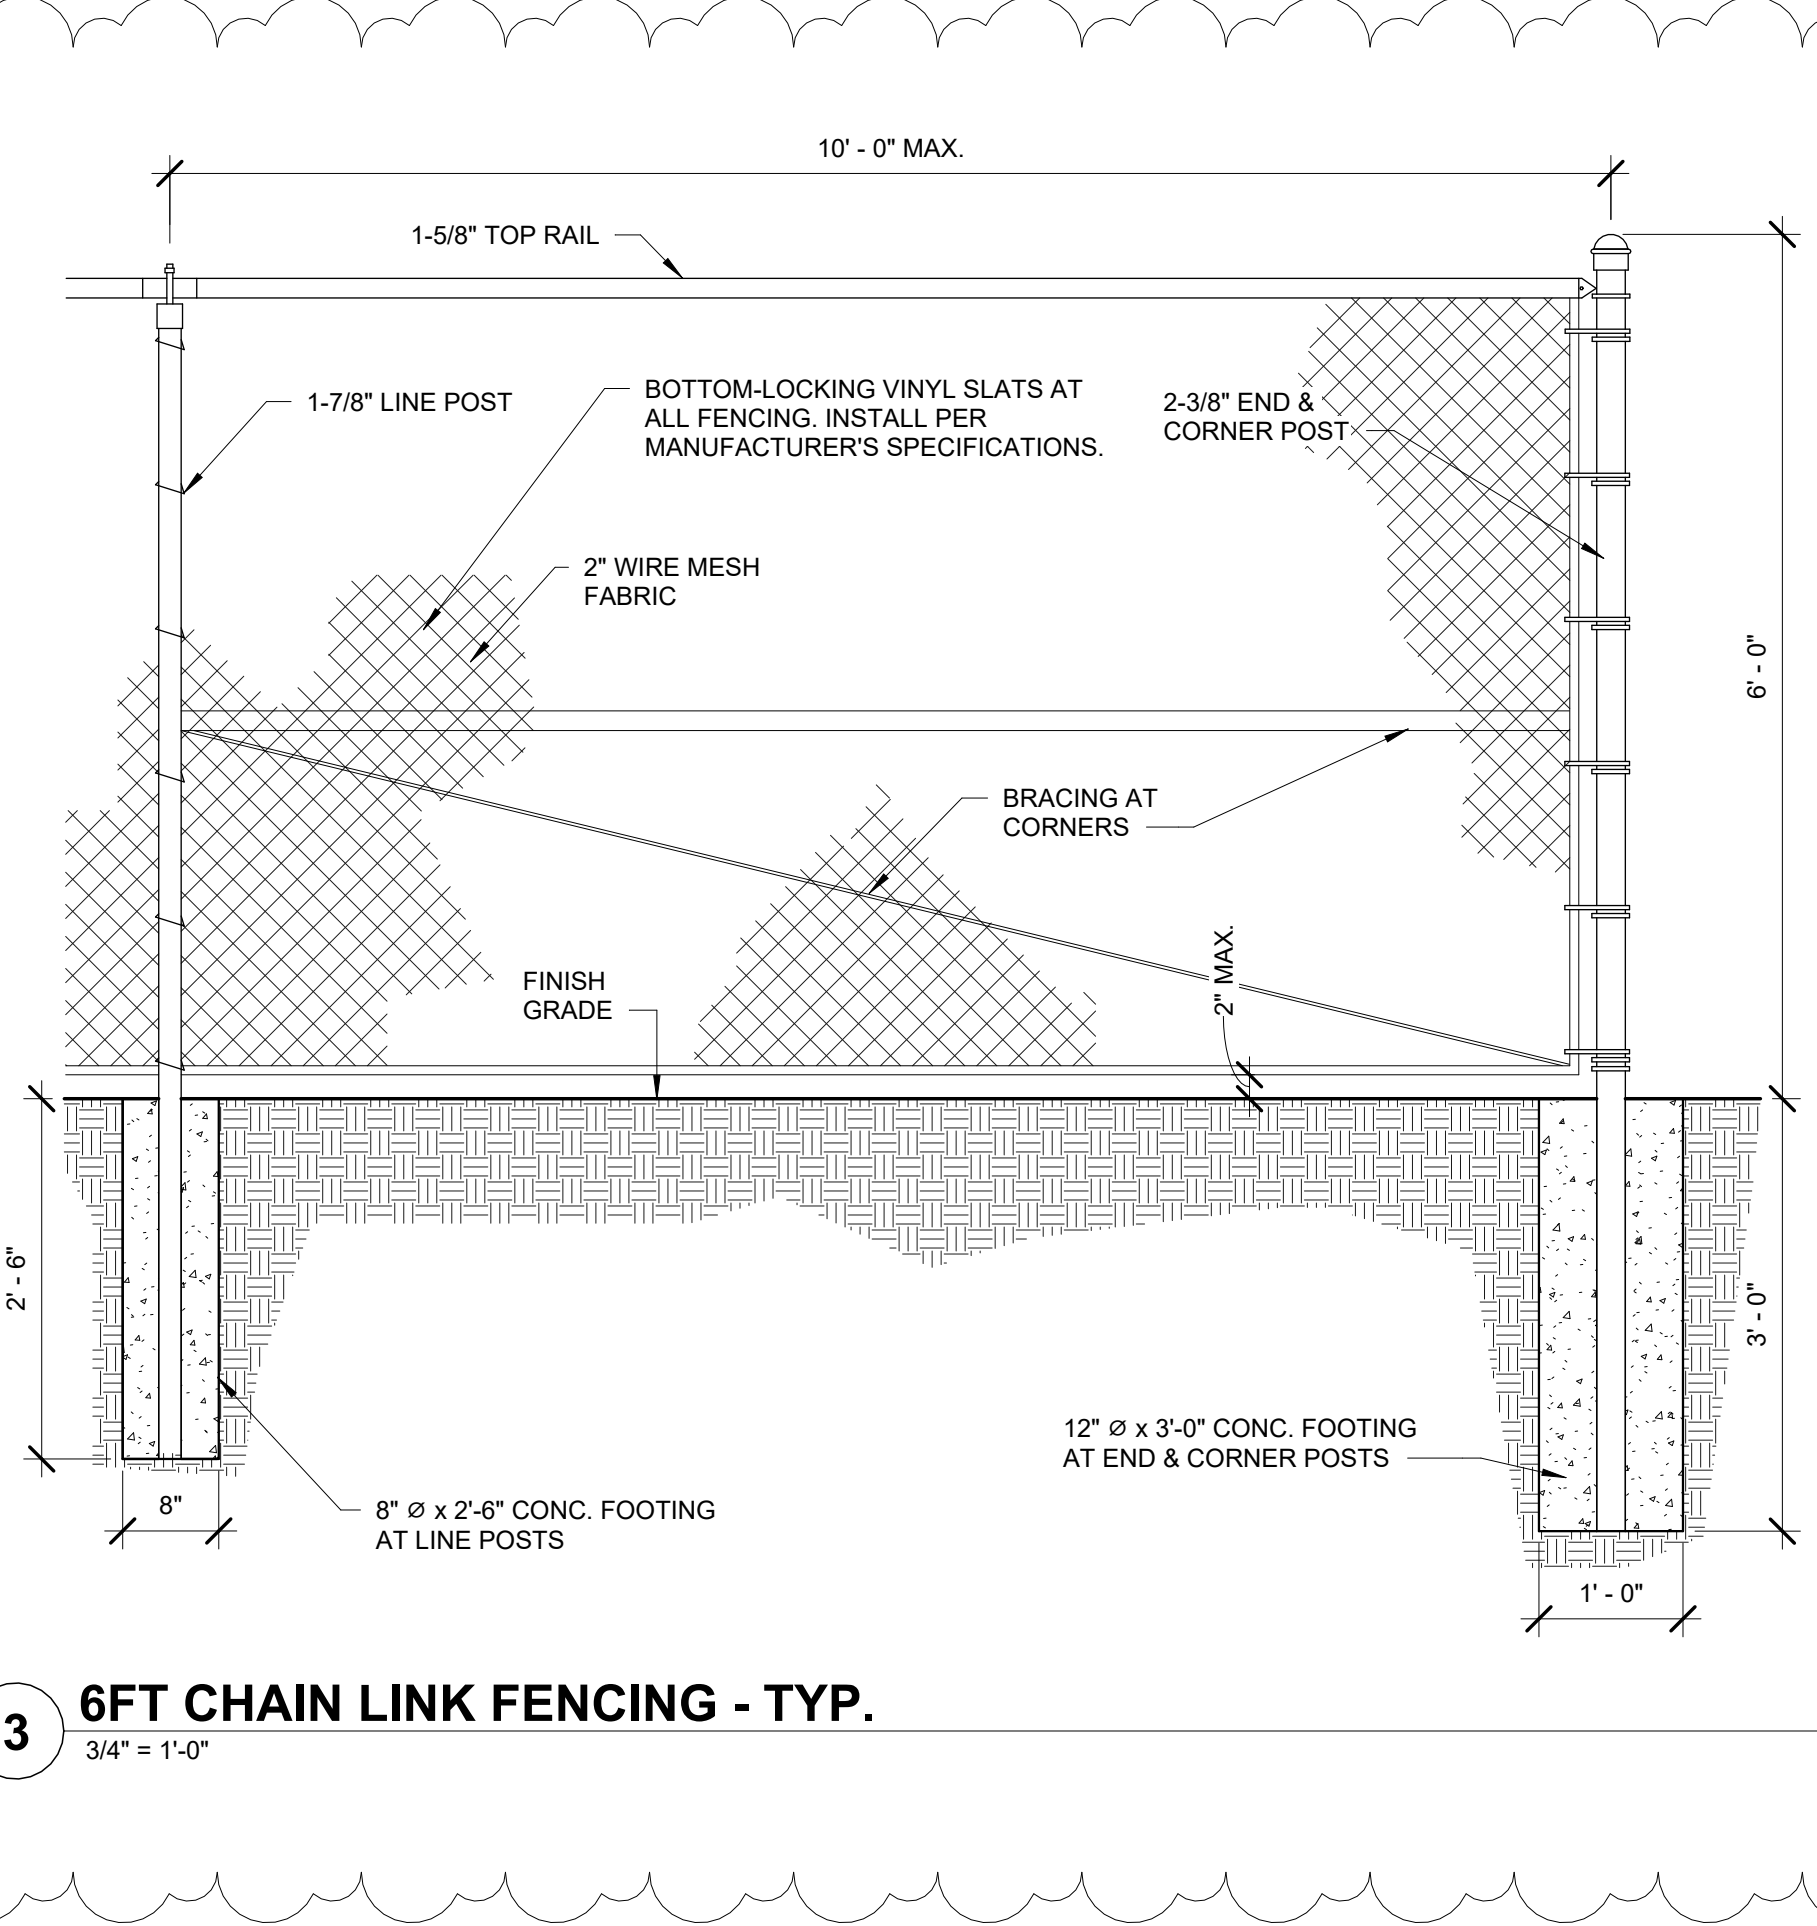 10' - 0" MAX.
1-5/8" TOP RAIL
1-7/8" LINE POST
BOTTOM-LOCKING VINYL SLATS AT
ALL FENCING. INSTALL PER
MANUFACTURER'S SPECIFICATIONS.
2-3/8" END &
CORNER POST
2" WIRE MESH
FABRIC
6' - 0"
BRACING AT
CORNERS
2" MAX.
FINISH
GRADE
2' - 6"
3' - 0"
12" Ø x 3'-0" CONC. FOOTING
AT END & CORNER POSTS
8"
8" Ø x 2'-6" CONC. FOOTING
AT LINE POSTS
1' - 0"
3
6FT CHAIN LINK FENCING - TYP.
3/4" = 1'-0"